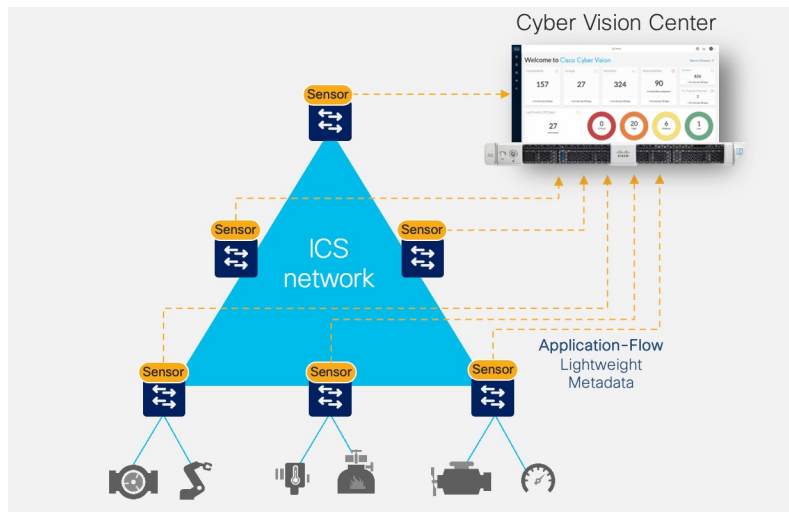 Cyber Vision Center
Welcome to Cisco Cyber Vision
157
27
324
90
27
0
20
6
1
Sensor
Sensor
Sensor
ICS
network
Application-Flow
Lightweight
Metadata
Sensor
Sensor
Sensor